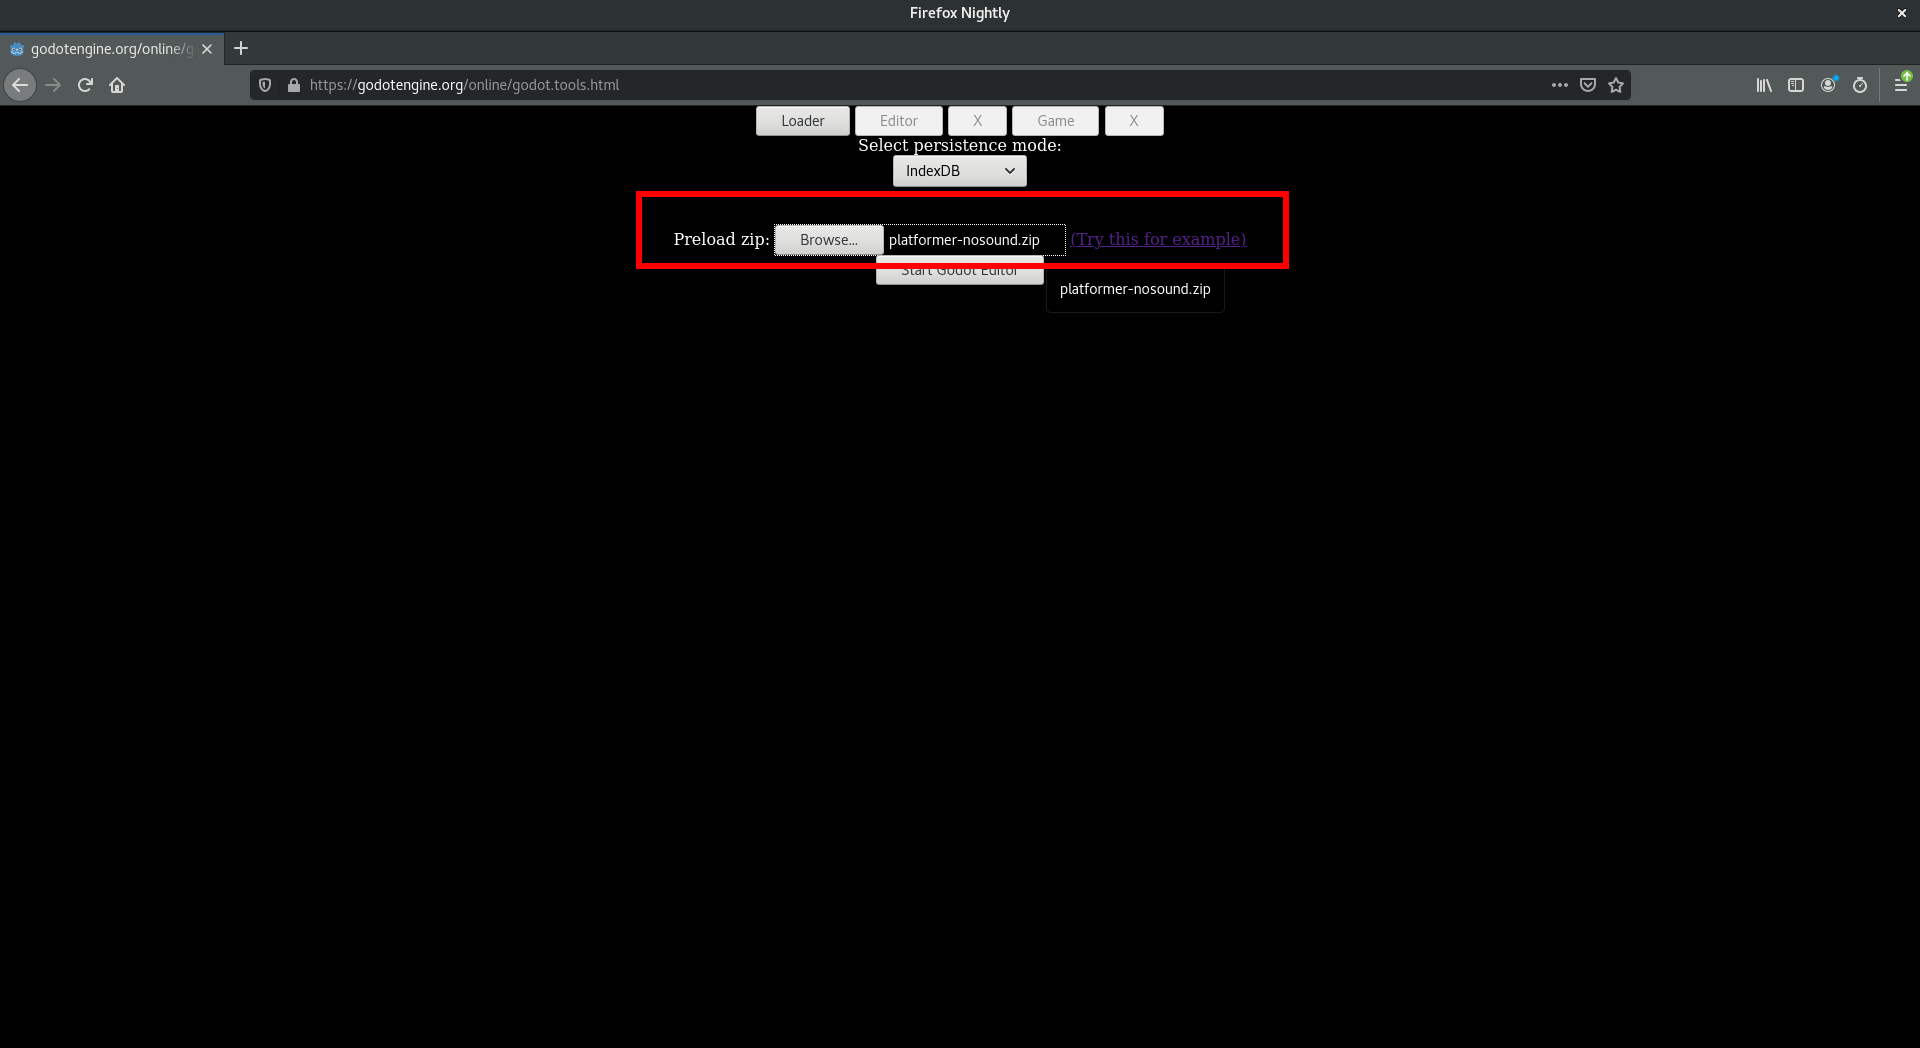 Firefox Nightly
godotengine.org/online/g
https://godotengine.org/online/godot.tools.html
Loader Editor X Game X
Select persistence mode:
IndexDB
Preload zip: Browse... platformer-nosound.zip (Try this for example)
Start Godot Editor
platformer-nosound.zip